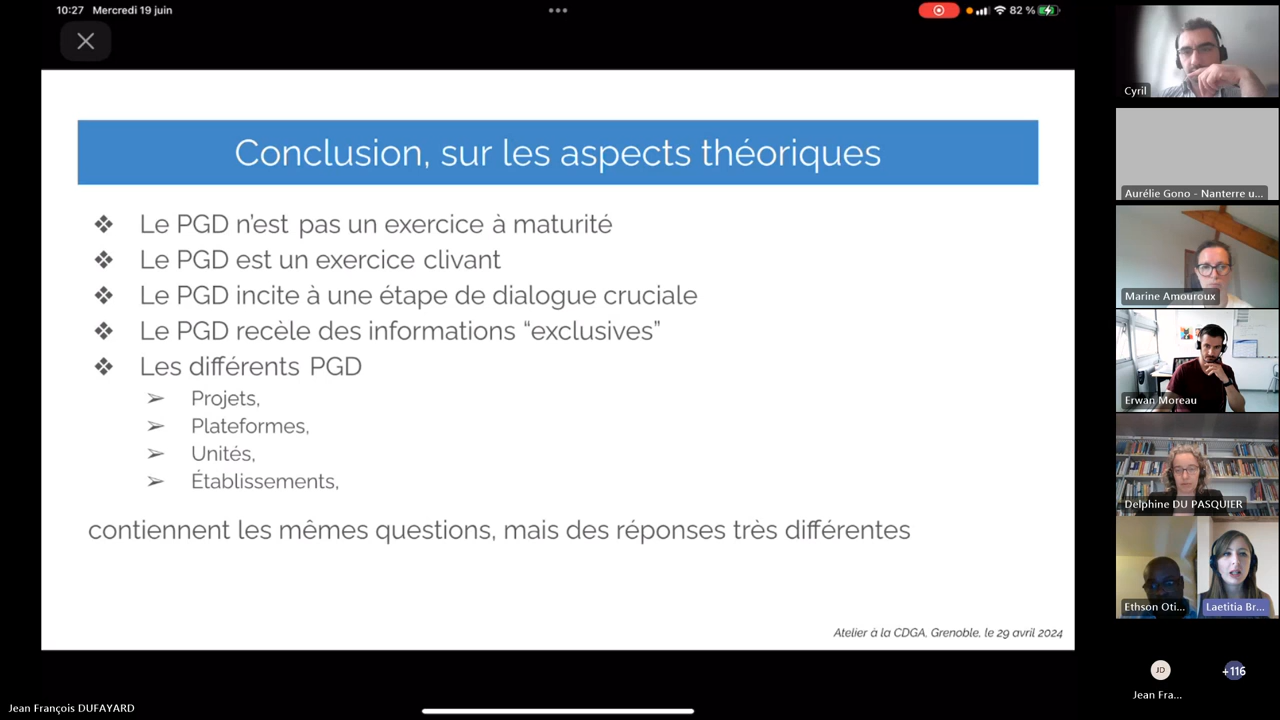 10:27 Mercredi 19 juin
82 %
Conclusion, sur les aspects théoriques
❖ Le PGD n'est pas un exercice à maturité
❖ Le PGD est un exercice clivant
❖ Le PGD incite à une étape de dialogue cruciale
❖ Le PGD recèle des informations “exclusives”
❖ Les différents PGD
➢ Projets,
➢ Plateformes,
➢ Unités,
➢ Établissements,
contiennent les mêmes questions, mais des réponses très différentes
Atelier à la CDGA, Grenoble, le 29 avril 2024
Jean François DUFAYARD
Cyril
Aurélie Gono - Nanterre u...
Marine Amouroux
Erwan Moreau
Delphine DU PASQUIER
Ethson Oti...
Laetitia Br...
JD
+116
Jean Fra...